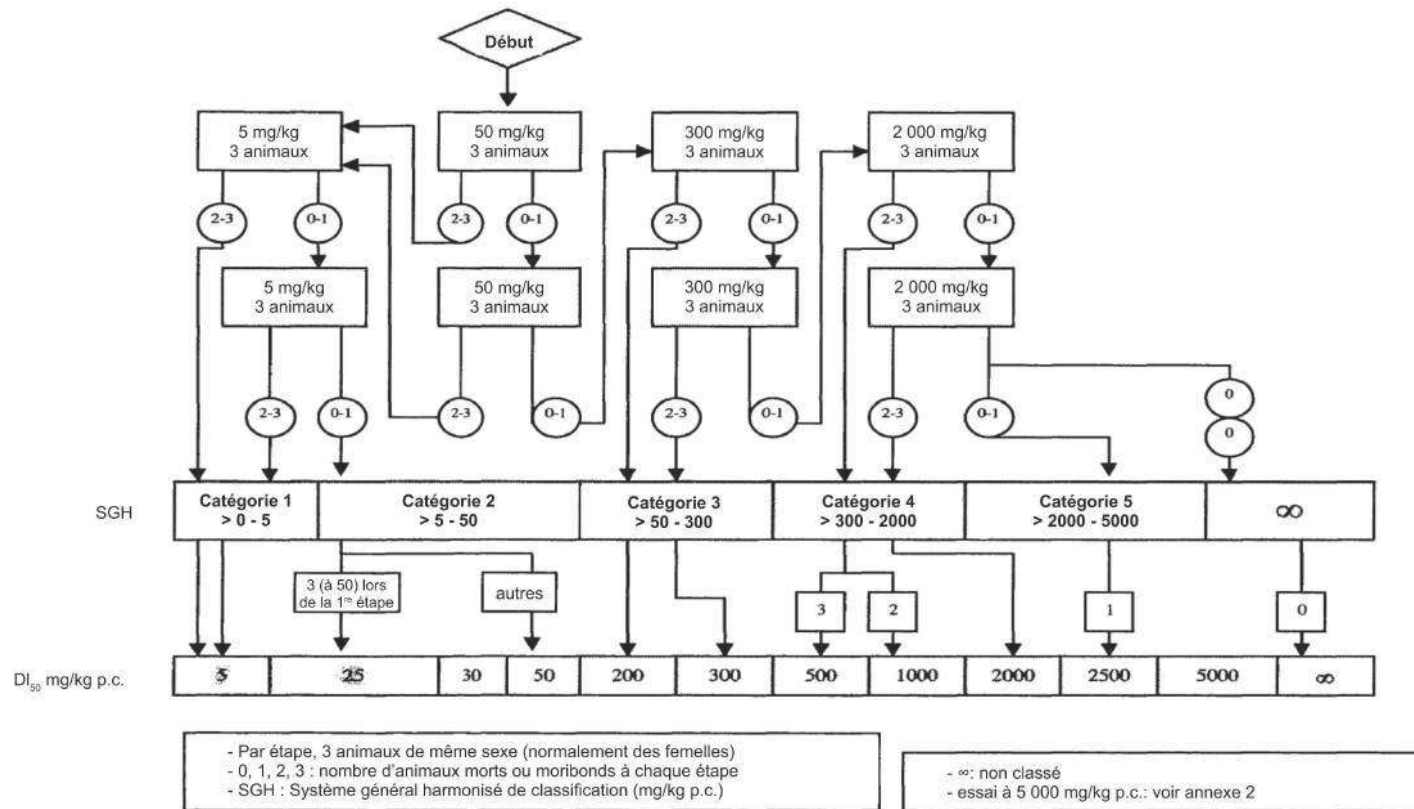 Début
5 mg/kg
3 animaux
50 mg/kg
3 animaux
300 mg/kg
3 animaux
2 000 mg/kg
3 animaux
2-3
0-1
2-3
0-1
2-3
0-1
2-3
0-1
5 mg/kg
3 animaux
50 mg/kg
3 animaux
300 mg/kg
3 animaux
2 000 mg/kg
3 animaux
2-3
0-1
2-3
0-1
2-3
0-1
2-3
0-1
0
0
SGH
Catégorie 1
> 0 - 5
Catégorie 2
> 5 - 50
Catégorie 3
> 50 - 300
Catégorie 4
> 300 - 2000
Catégorie 5
> 2000 - 5000
∞
3 (à 50) lors
de la 1re étape
autres
3
2
1
0
DI50 mg/kg p.c.
5
25
30
50
200
300
500
1000
2000
2500
5000
∞
- Par étape, 3 animaux de même sexe (normalement des femelles)
- 0, 1, 2, 3 : nombre d'animaux morts ou moribonds à chaque étape
- SGH : Système général harmonisé de classification (mg/kg p.c.)
- ∞: non classé
- essai à 5 000 mg/kg p.c.: voir annexe 2